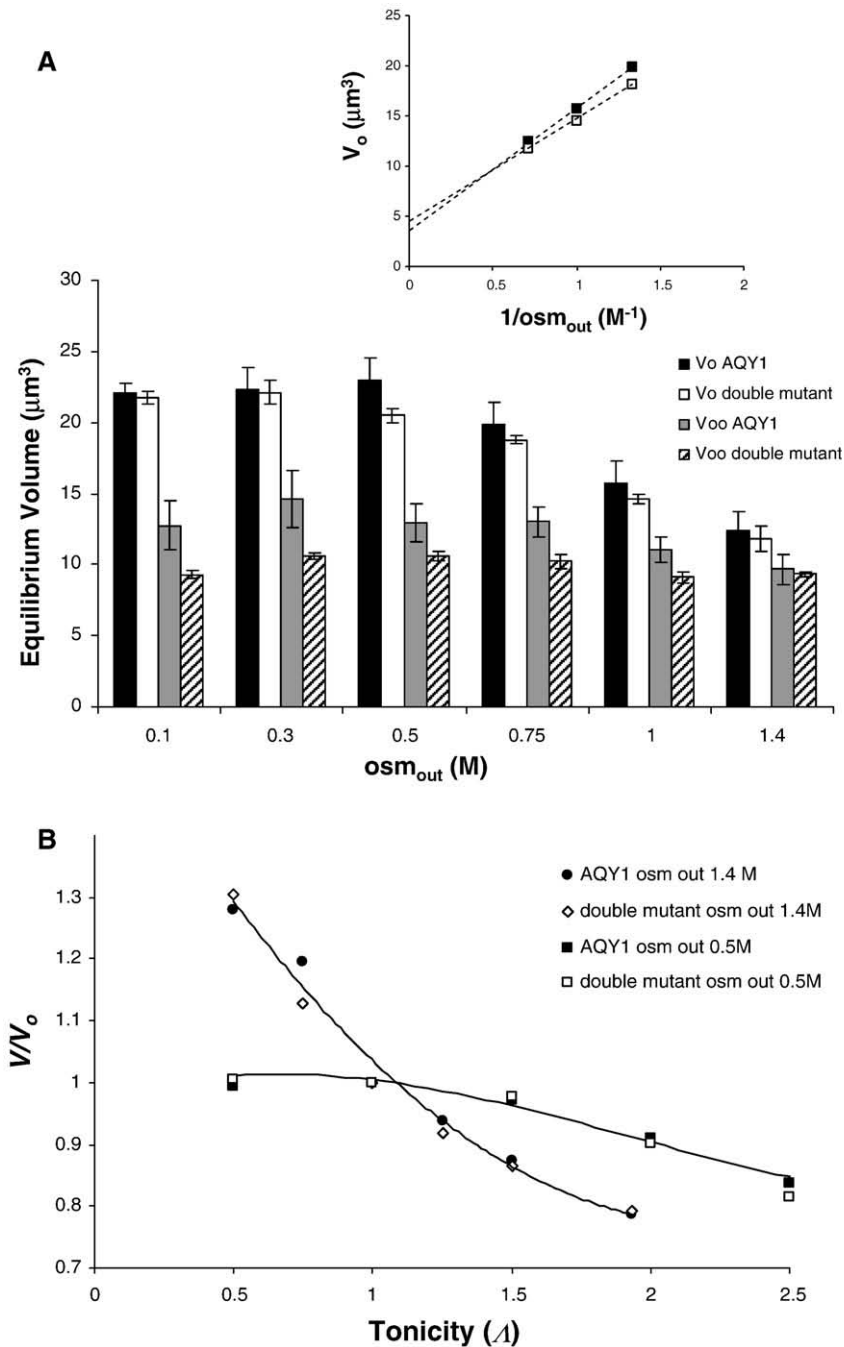 A
V₀ (μm³)
25
20
15
10
5
0
0 0.5 1 1.5 2
1/osm_out (M⁻¹)
Equilibrium Volume (μm³)
30
25
20
15
10
5
0
Vo AQY1
Vo double mutant
Voo AQY1
Voo double mutant
0.1 0.3 0.5 0.75 1 1.4
osm_out (M)
B
V/V₀
1.3
1.2
1.1
1
0.9
0.8
0.7
AQY1 osm out 1.4 M
double mutant osm out 1.4M
AQY1 osm out 0.5M
double mutant osm out 0.5M
0 0.5 1 1.5 2 2.5
Tonicity (Λ)